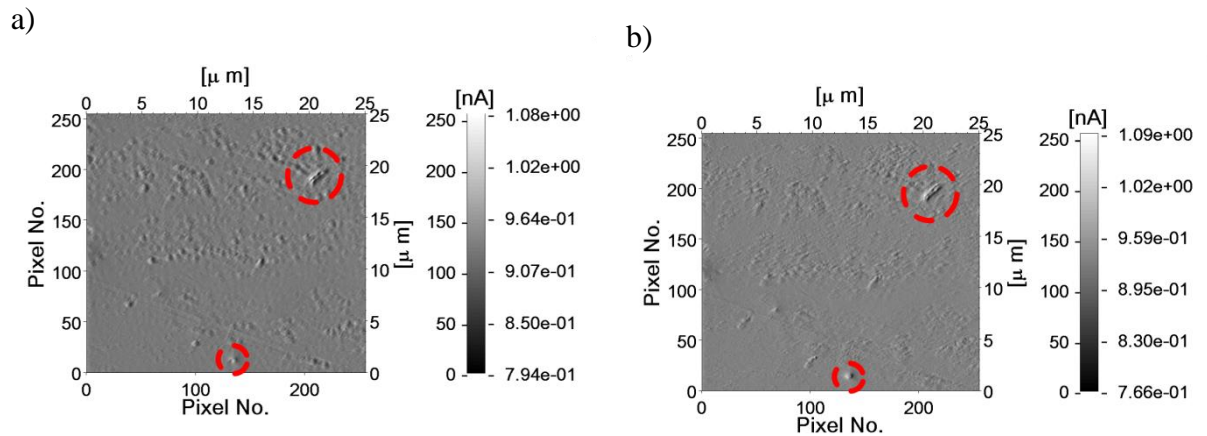 a)
[μ m]
0 5 10 15 20 25
[nA]
250 200 150 100 50 0
Pixel No.
25 20 15 10 5 0
[μ m]
0 100 200
Pixel No.
250 200 150 100 50 0
1.08e+00
1.02e+00
9.64e-01
9.07e-01
8.50e-01
7.94e-01
b)
[μ m]
0 5 10 15 20 25
[nA]
250 200 150 100 50 0
Pixel No.
25 20 15 10 5 0
[μ m]
0 100 200
Pixel No.
250 200 150 100 50 0
1.09e+00
1.02e+00
9.59e-01
8.95e-01
8.30e-01
7.66e-01